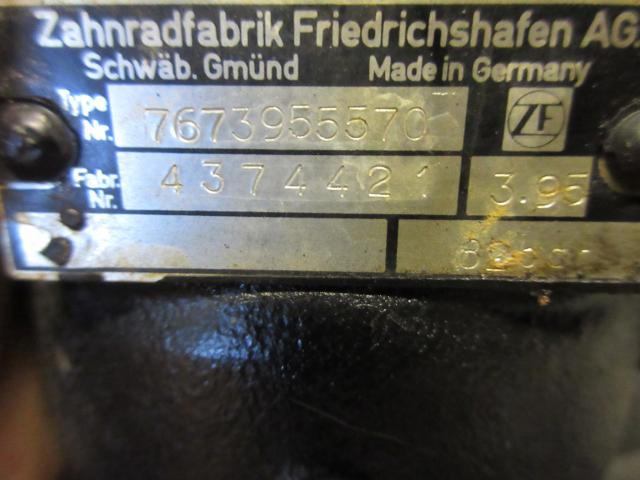 Zahnradfabrik Friedrichshafen AG.
Schwäb. Gmünd Made in Germany
Type Nr. 7673955570 ZF
Fabr. Nr. 4374421 3.95